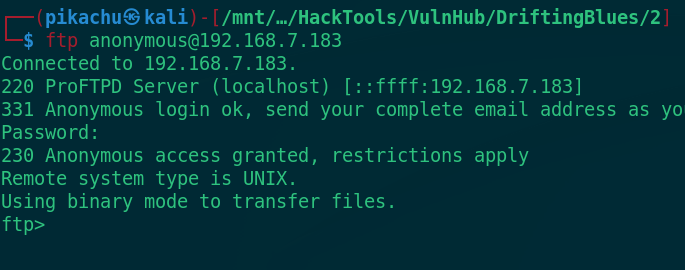 (pikachu㉿kali)-[/mnt/…/HackTools/VulnHub/DriftingBlues/2]
$ ftp anonymous@192.168.7.183
Connected to 192.168.7.183.
220 ProFTPD Server (localhost) [::ffff:192.168.7.183]
331 Anonymous login ok, send your complete email address as yo
Password:
230 Anonymous access granted, restrictions apply
Remote system type is UNIX.
Using binary mode to transfer files.
ftp>